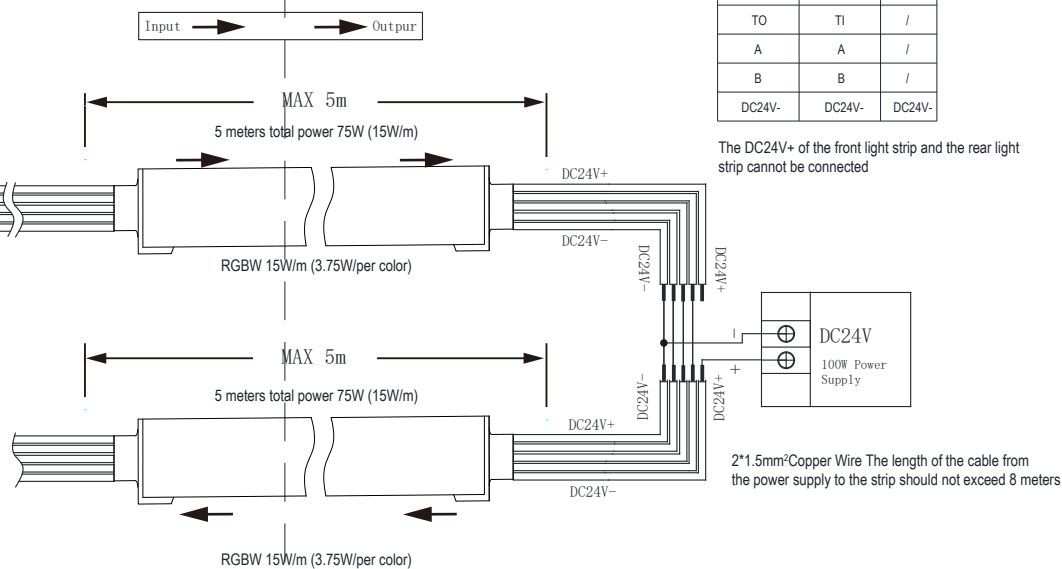 Input Outpur
TO TI /
A A /
B B /
DC24V- DC24V- DC24V-
The DC24V+ of the front light strip and the rear light
strip cannot be connected
MAX 5m
5 meters total power 75W (15W/m)
DC24V+
DC24V-
RGBW 15W/m (3.75W/per color)
DC24V-
DC24V+
DC24V
100W Power
Supply
-
+
MAX 5m
5 meters total power 75W (15W/m)
DC24V-
DC24V+
DC24V+
DC24V-
2*1.5mm²Copper Wire The length of the cable from
the power supply to the strip should not exceed 8 meters
RGBW 15W/m (3.75W/per color)